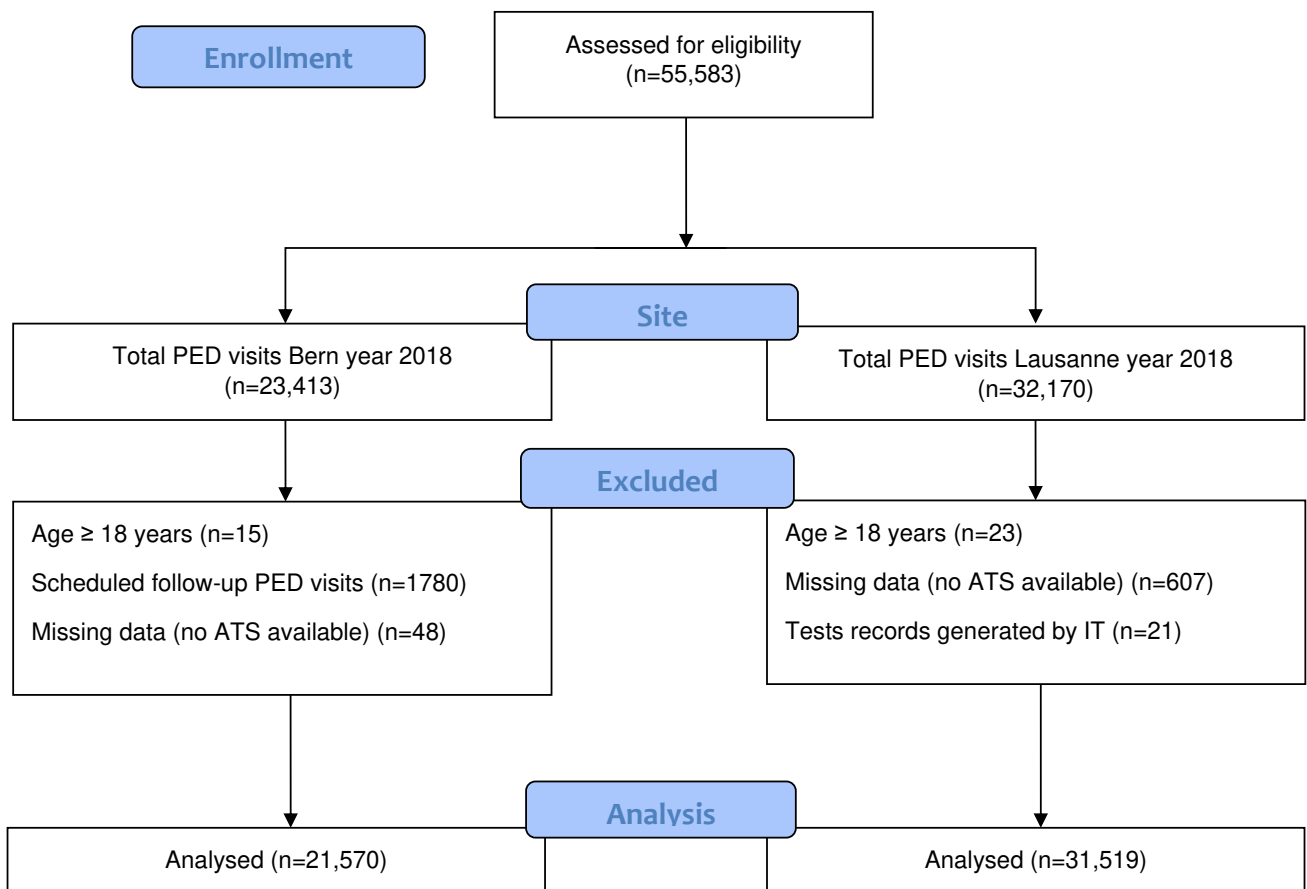 Enrollment
Assessed for eligibility
(n=55,583)
Site
Total PED visits Bern year 2018
(n=23,413)
Total PED visits Lausanne year 2018
(n=32,170)
Excluded
Age ≥ 18 years (n=15)
Scheduled follow-up PED visits (n=1780)
Missing data (no ATS available) (n=48)
Age ≥ 18 years (n=23)
Missing data (no ATS available) (n=607)
Tests records generated by IT (n=21)
Analysis
Analysed (n=21,570)
Analysed (n=31,519)